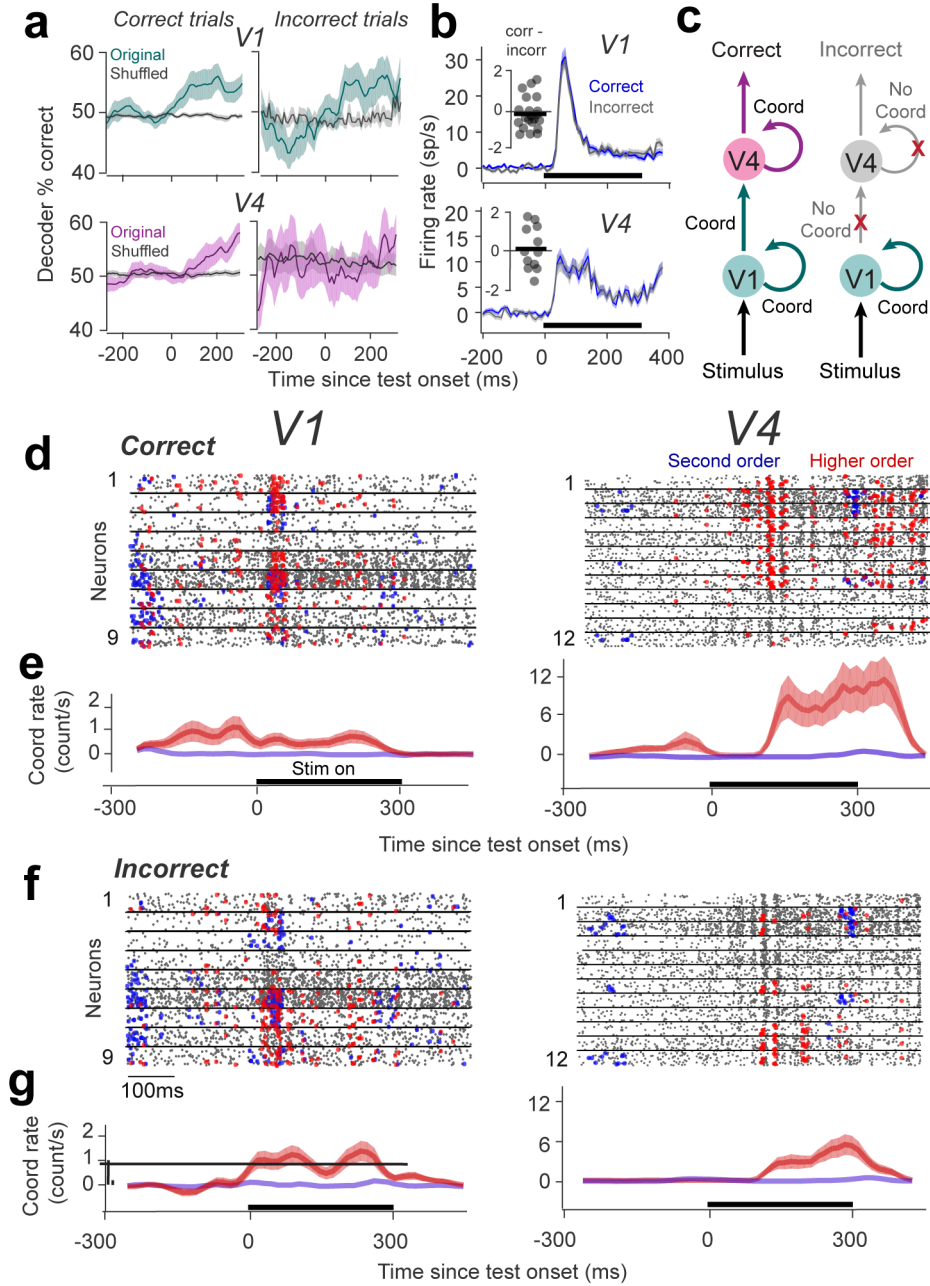 a
Correct trials
Incorrect trials
V1
Original
Shuffled
60
50
40
V4
Original
Shuffled
60
50
40
Decoder % correct
-200
0
200
-200
0
200
b
corr -
incorr
V1
2
0
-2
Correct
Incorrect
30
20
10
0
V4
2
0
-2
20
15
10
5
10
0
Firing rate (sp/s)
-200
0
200
400
Time since test onset (ms)
c
Correct
Incorrect
Coord
No
Coord
X
V4
V4
Coord
No
Coord
X
V1
V1
Coord
Coord
Stimulus
Stimulus
d
Correct
V1
V4
Second order
Higher order
1
Neurons
9
1
12
e
Coord rate
(count/s)
2
1
0
Stim on
-300
0
300
12
6
0
-300
0
300
Time since test onset (ms)
f
Incorrect
1
Neurons
9
100ms
1
12
g
Coord rate
(count/s)
2
1
0
-300
0
300
12
6
0
-300
0
300
Time since test onset (ms)